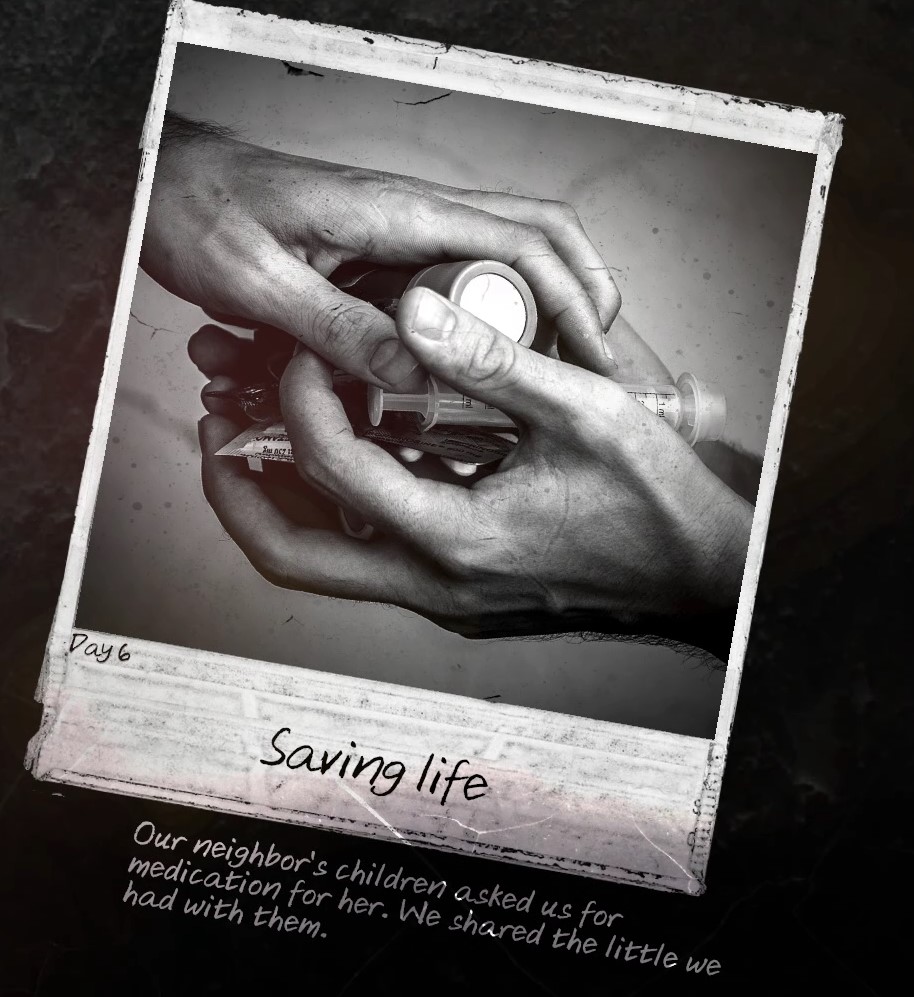 Day 6
Saving life
Our neighbor's children asked us for
medication for her. We shared the little we
had with them.